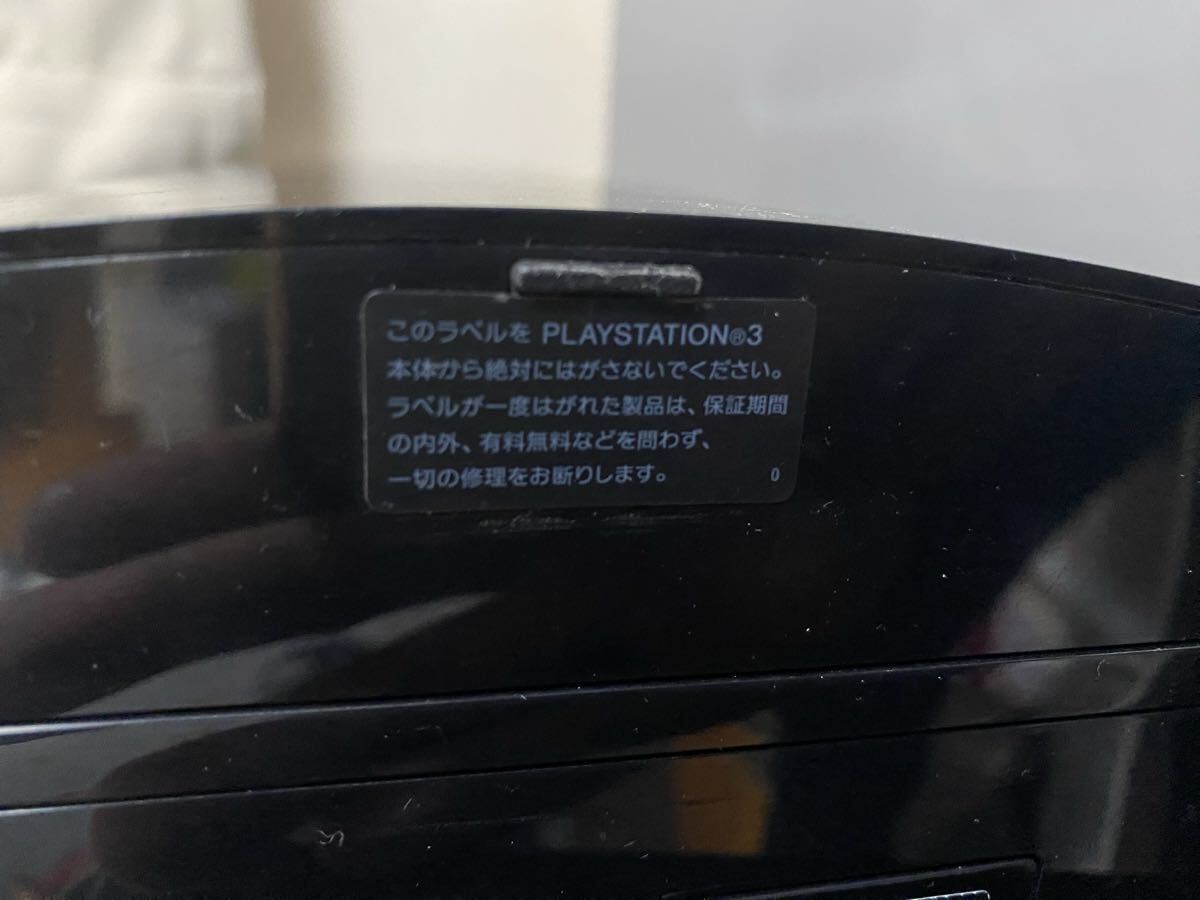 このラベルを PLAYSTATION®3
本体から絶対にはがさないでください。
ラベルが一度はがれた製品は、保証期間
の内外、有料無料などを問わず、
一切の修理をお断りします。 0